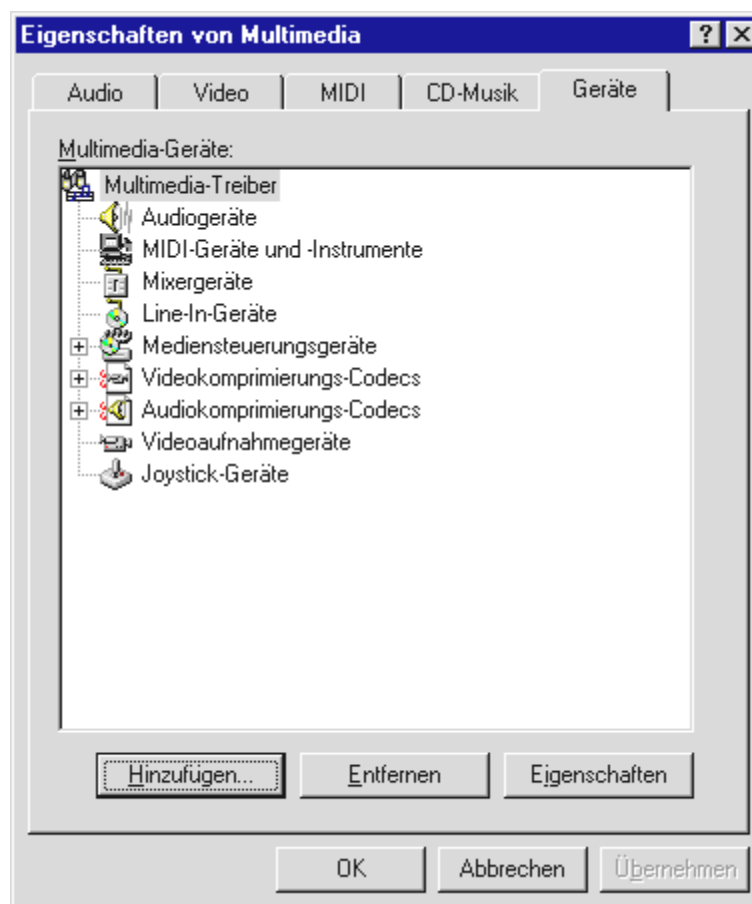 Eigenschaften von Multimedia
Audio Video MIDI CD-Musik Geräte
Multimedia-Geräte:
Multimedia-Treiber
Audiogeräte
MIDI-Geräte und -Instrumente
Mixergeräte
Line-In-Geräte
Mediensteuerungsgeräte
Videokomprimierungs-Codecs
Audiokomprimierungs-Codecs
Videoaufnahmegeräte
Joystick-Geräte
Hinzufügen... Entfernen Eigenschaften
OK Abbrechen Übernehmen